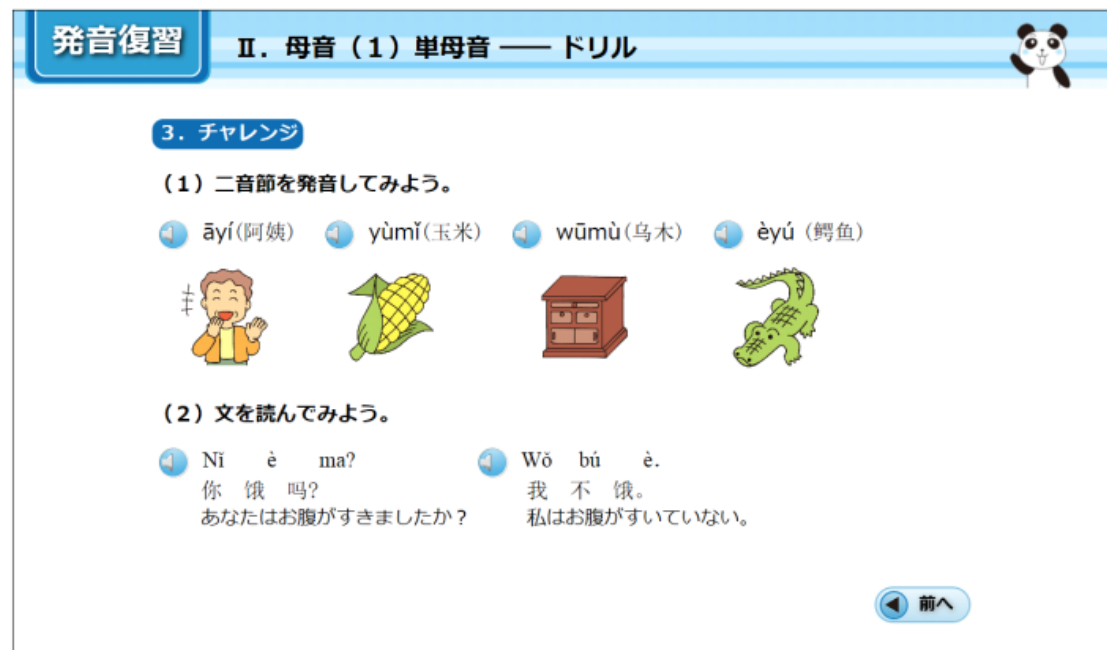 発音復習
Ⅱ．母音（１）単母音 —— ドリル
３．チャレンジ
（１）二音節を発音してみよう。
āyí(阿姨) yùmǐ(玉米) wūmù(乌木) èyú (鳄鱼)
（２）文を読んでみよう。
Nǐ è ma? Wǒ bú è.
你 饿 吗? 我 不 饿。
あなたはお腹がすきましたか？ 私はお腹がすいていない。
前へ